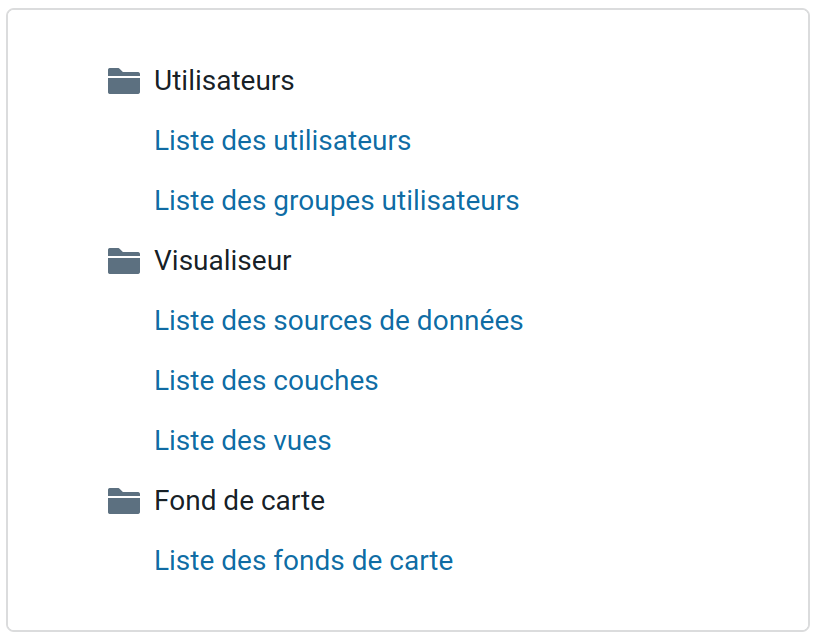 Utilisateurs
Liste des utilisateurs
Liste des groupes utilisateurs
Visualiseur
Liste des sources de données
Liste des couches
Liste des vues
Fond de carte
Liste des fonds de carte